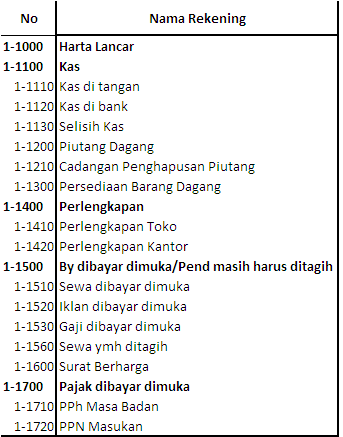 No Nama Rekening
1-1000 Harta Lancar
1-1100 Kas
1-1110 Kas di tangan
1-1120 Kas di bank
1-1130 Selisih Kas
1-1200 Piutang Dagang
1-1210 Cadangan Penghapusan Piutang
1-1300 Persediaan Barang Dagang
1-1400 Perlengkapan
1-1410 Perlengkapan Toko
1-1420 Perlengkapan Kantor
1-1500 By dibayar dimuka/Pend masih harus ditagih
1-1510 Sewa dibayar dimuka
1-1520 Iklan dibayar dimuka
1-1530 Gaji dibayar dimuka
1-1560 Sewa ymh ditagih
1-1600 Surat Berharga
1-1700 Pajak dibayar dimuka
1-1710 PPh Masa Badan
1-1720 PPN Masukan